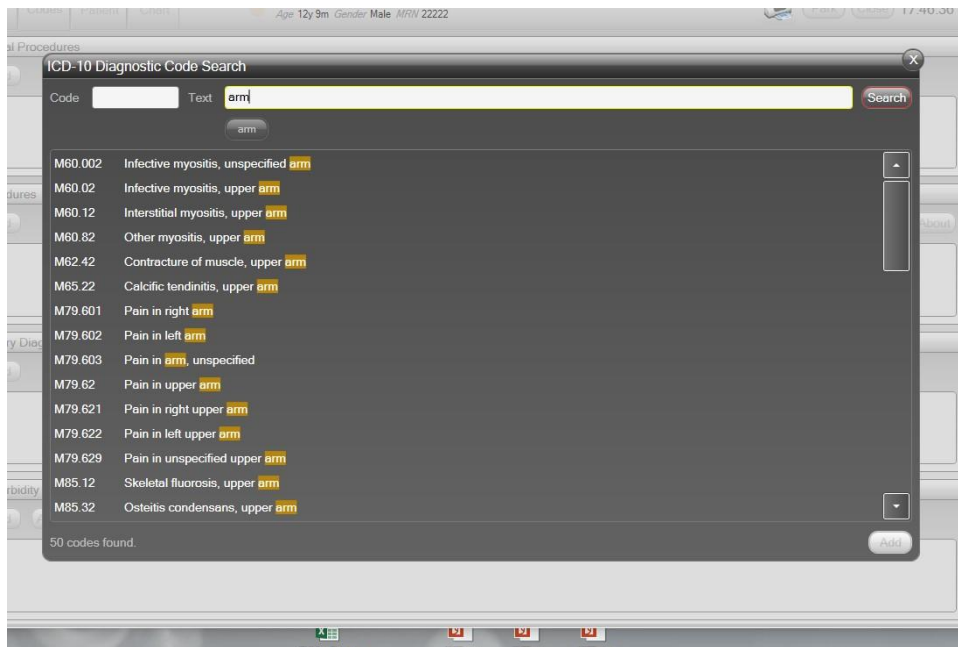 Codes Patient Chart Age 12y 9m Gender Male MRN 22222 Park Close 17:46:36
al Procedures
ICD-10 Diagnostic Code Search X
Code Text arm Search
arm
M60.002 Infective myositis, unspecified arm
M60.02 Infective myositis, upper arm
M60.12 Interstitial myositis, upper arm
M60.82 Other myositis, upper arm
M62.42 Contracture of muscle, upper arm
M65.22 Calcific tendinitis, upper arm
M79.601 Pain in right arm
M79.602 Pain in left arm
M79.603 Pain in arm, unspecified
M79.62 Pain in upper arm
M79.621 Pain in right upper arm
M79.622 Pain in left upper arm
M79.629 Pain in unspecified upper arm
M85.12 Skeletal fluorosis, upper arm
M85.32 Osteitis condensans, upper arm
50 codes found. Add
dures
About
ry Diag
rbidity